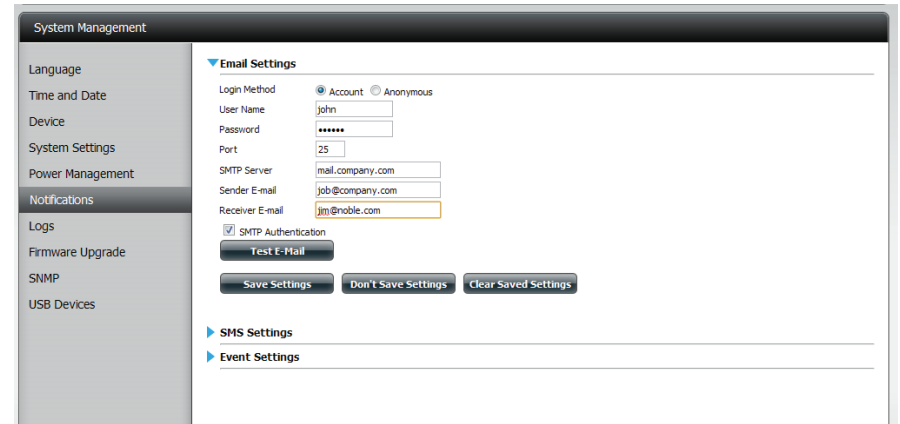 System Management
Language
Time and Date
Device
System Settings
Power Management
Notifications
Logs
Firmware Upgrade
SNMP
USB Devices
Email Settings
Login Method Account Anonymous
User Name john
Password ••••••
Port 25
SMTP Server mail.company.com
Sender E-mail job@company.com
Receiver E-mail jim@noble.com
SMTP Authentication
Test E-Mail
Save Settings Don't Save Settings Clear Saved Settings
SMS Settings
Event Settings